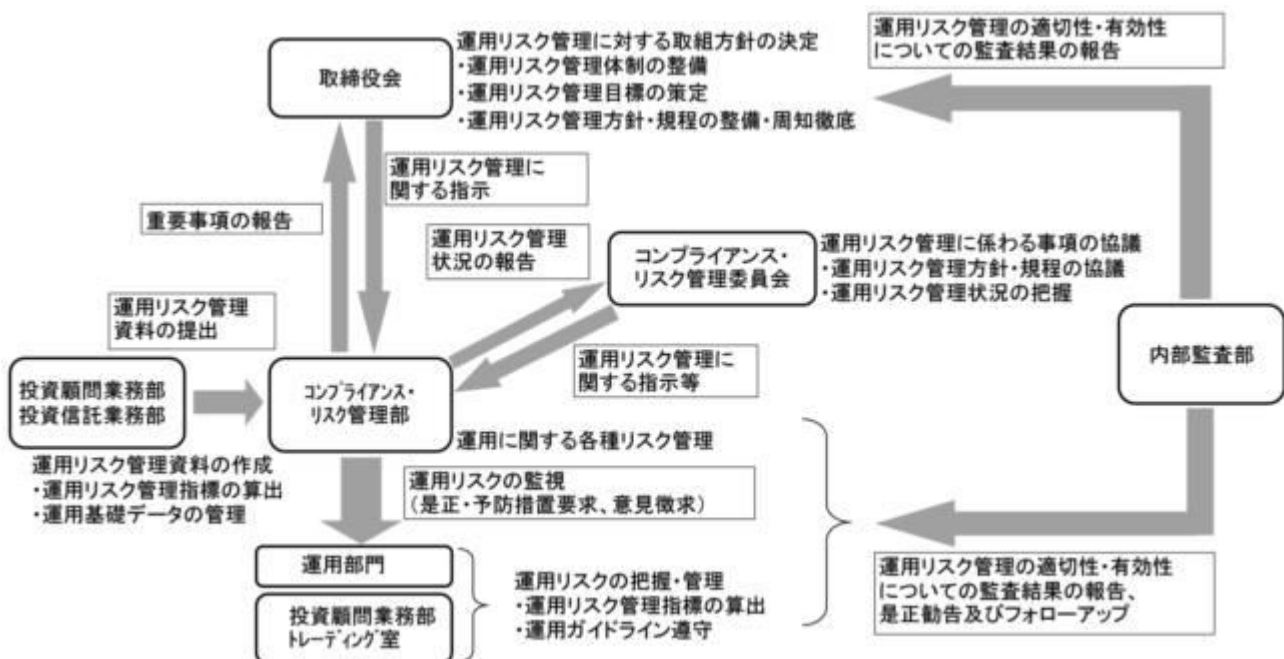 運用リスク管理の適切性・有効性
についての監査結果の報告
取締役会
運用リスク管理に対する取組方針の決定
・運用リスク管理体制の整備
・運用リスク管理目標の策定
・運用リスク管理方針・規程の整備・周知徹底
運用リスク管理に
関する指示
重要事項の報告
運用リスク管理
状況の報告
コンプライアンス・
リスク管理委員会
運用リスク管理に係わる事項の協議
・運用リスク管理方針・規程の協議
・運用リスク管理状況の把握
運用リスク管理
資料の提出
内部監査部
運用リスク管理に
関する指示等
投資顧問業務部
投資信託業務部
コンプライアンス・
リスク管理部
運用に関する各種リスク管理
運用リスク管理資料の作成
・運用リスク管理指標の算出
・運用基礎データの管理
運用リスクの監視
(是正・予防措置要求、意見徴求)
運用部門
投資顧問業務部
トレーディング室
運用リスクの把握・管理
・運用リスク管理指標の算出
・運用ガイドライン遵守
運用リスク管理の適切性・有効性
についての監査結果の報告、
是正勧告及びフォローアップ